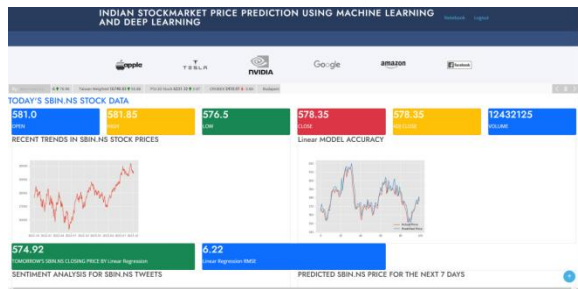 INDIAN STOCKMARKET PRICE PREDICTION USING MACHINE LEARNING
AND DEEP LEARNING
Logout
apple
TESLA
NVIDIA
Google
amazon
facebook
TODAY'S SBIN.NS STOCK DATA
581.0
581.85
576.5
578.35
578.35
12432125
OPEN
HIGH
LOW
CLOSE
ADJ CLOSE
VOLUME
RECENT TRENDS IN SBIN.NS STOCK PRICES
Linear MODEL ACCURACY
574.92
6.22
TOMORROW'S SBIN.NS CLOSING PRICE BY Linear Regression
Linear Regression RMSE
SENTIMENT ANALYSIS FOR SBIN.NS TWEETS
PREDICTED SBIN.NS PRICE FOR THE NEXT 7 DAYS